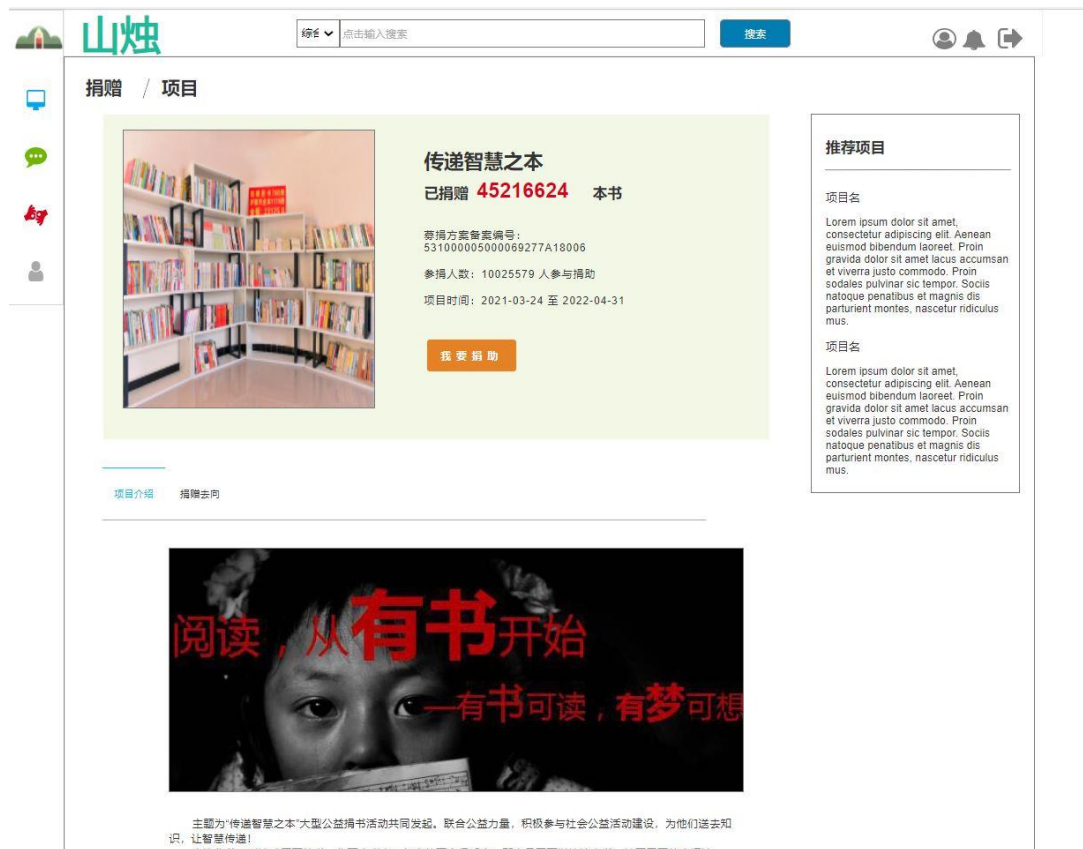 山烛
综合
点击输入搜索
搜索
捐赠 / 项目
传递智慧之本
已捐赠 45216624 本书
募捐方案备案编号：
531000005000069277A18006
参捐人数：10025579 人参与捐助
项目时间：2021-03-24 至 2022-04-31
我要捐助
推荐项目
项目名
Lorem ipsum dolor sit amet,
consectetur adipiscing elit. Aenean
euismod bibendum laoreet. Proin
gravida dolor sit amet lacus accumsan
et viverra justo commodo. Proin
sodales pulvinar sic tempor. Sociis
natoque penatibus et magnis dis
parturient montes, nascetur ridiculus
mus.
项目名
Lorem ipsum dolor sit amet,
consectetur adipiscing elit. Aenean
euismod bibendum laoreet. Proin
gravida dolor sit amet lacus accumsan
et viverra justo commodo. Proin
sodales pulvinar sic tempor. Sociis
natoque penatibus et magnis dis
parturient montes, nascetur ridiculus
mus.
项目介绍 捐赠去向
阅读，从有书开始
—有书可读，有梦可想
主题为“传递智慧之本”大型公益捐书活动共同发起。联合公益力量，积极参与社会公益活动建设，为他们送去知
识，让智慧传递！